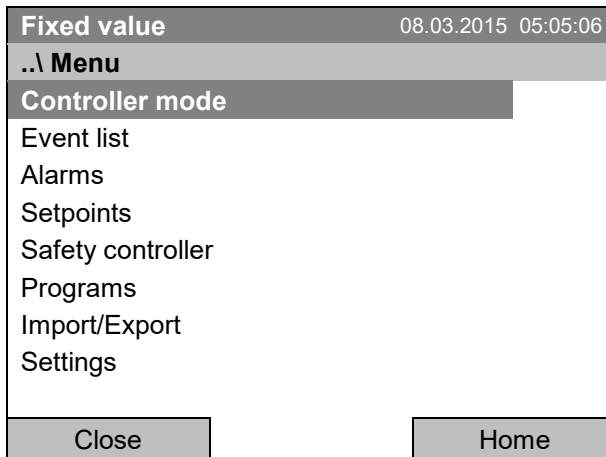 Fixed value 08.03.2015 05:05:06
..\ Menu
Controller mode
Event list
Alarms
Setpoints
Safety controller
Programs
Import/Export
Settings
Close Home